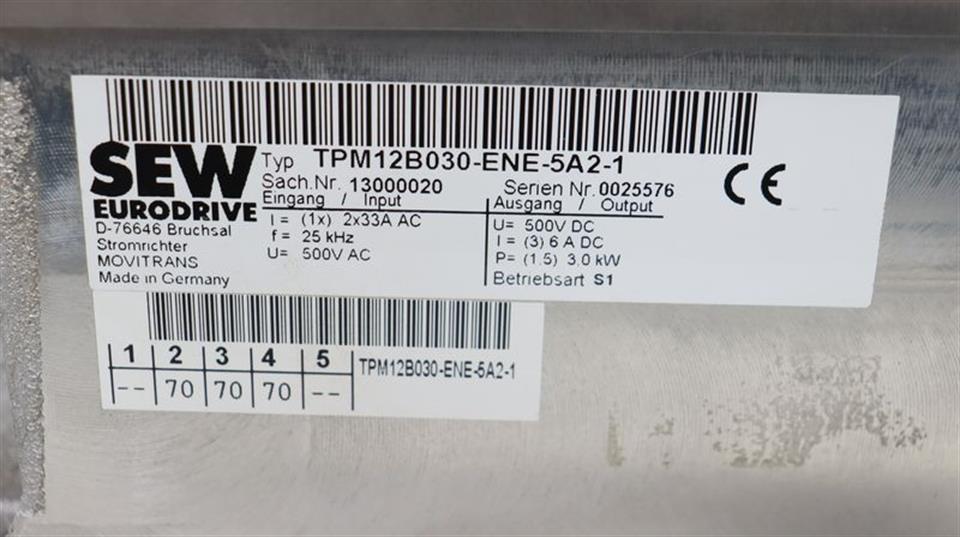 SEW
EURODRIVE
D-76646 Bruchsal
Stromrichter
MOVITRANS
Made in Germany
Typ TPM12B030-ENE-5A2-1
Sach.Nr. 13000020 Serien Nr. 0025576
Eingang / Input Ausgang / Output
I = (1x) 2x33A AC U= 500V DC
f = 25 kHz I = (3) 6 A DC
U= 500V AC P= (1.5) 3.0 kW
Betriebsart S1
CE
1 2 3 4 5 TPM12B030-ENE-5A2-1
-- 70 70 70 --